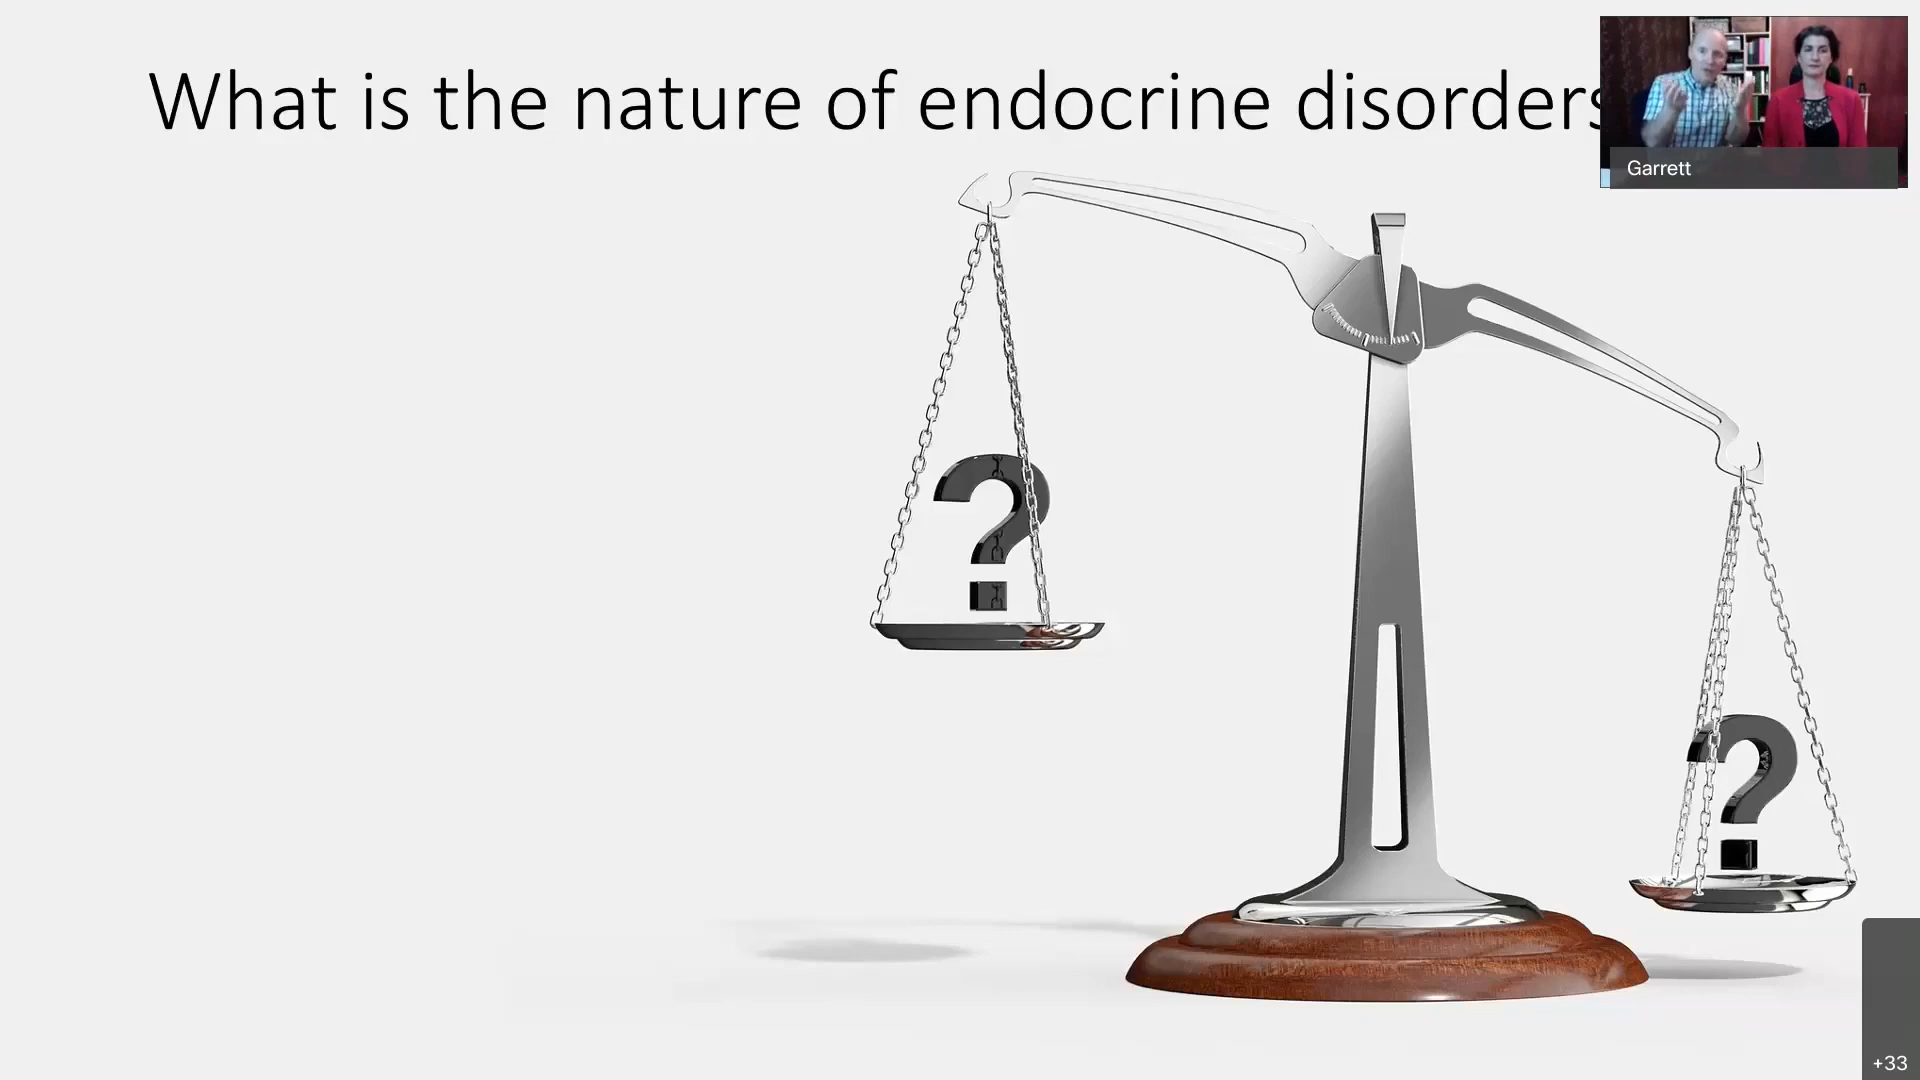 What is the nature of endocrine disorders
Garrett
?
?
+33